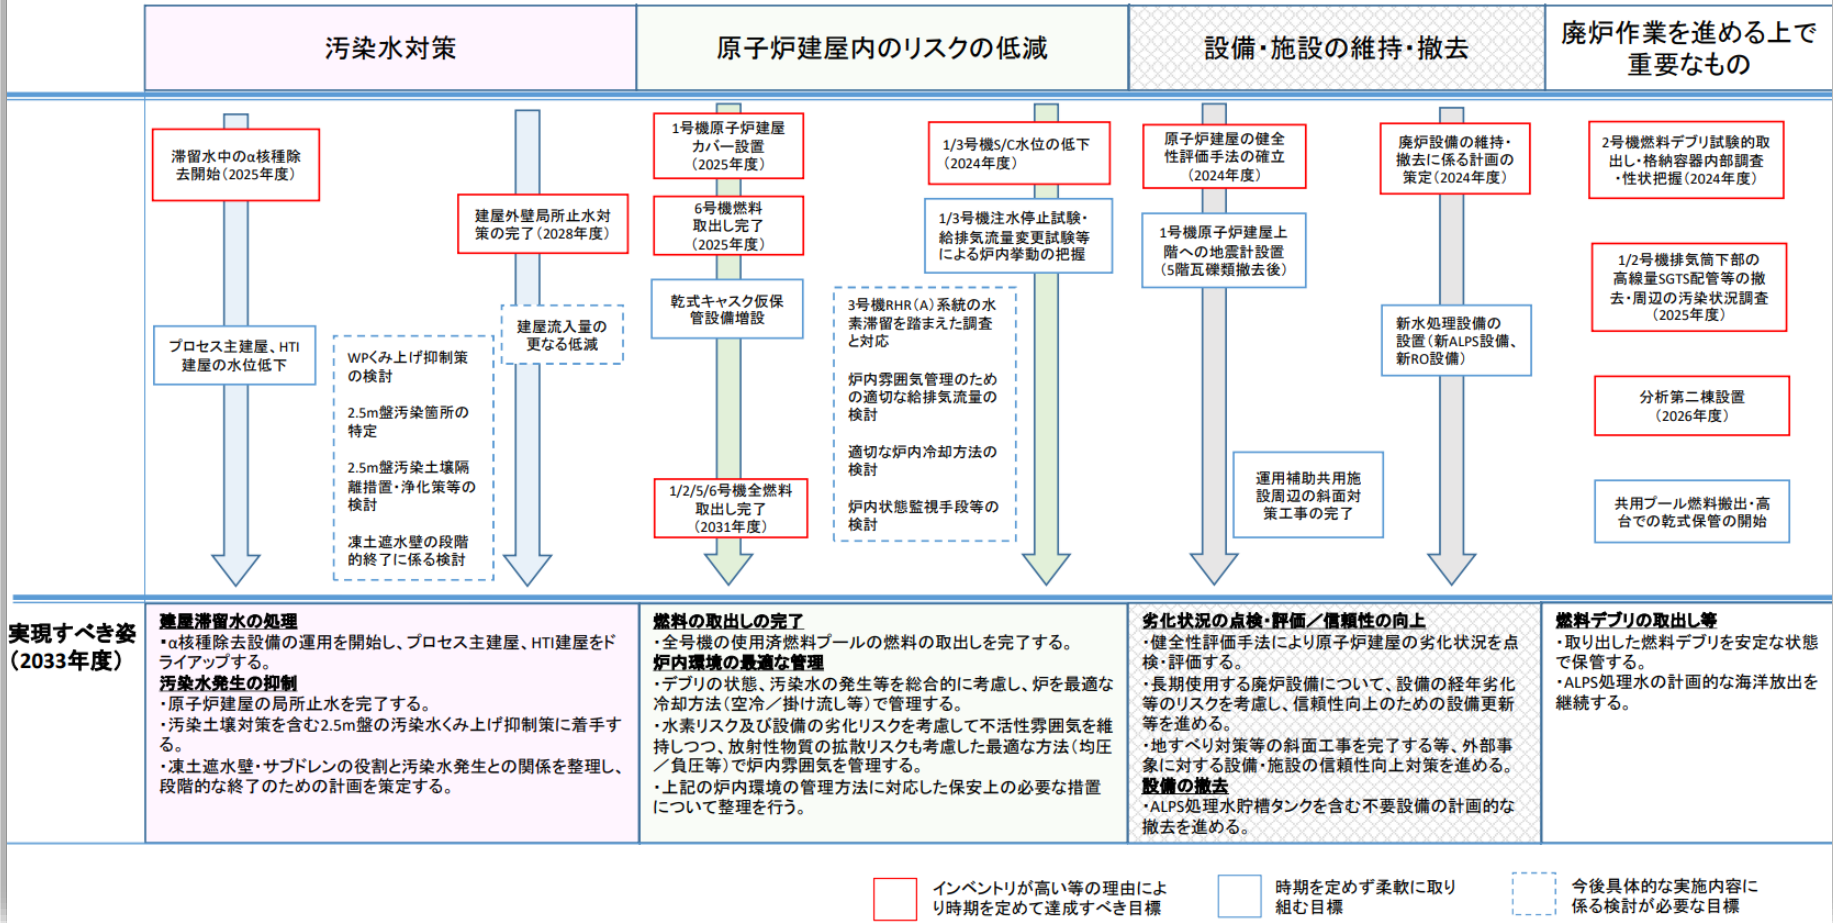 汚染水対策
原子炉建屋内のリスクの低減
設備・施設の維持・撤去
廃炉作業を進める上で
重要なもの
滞留水中のα核種除
去開始(2025年度)
プロセス主建屋、HTI
建屋の水位低下
建屋外壁局所止水対
策の完了(2028年度)
建屋流入量の
更なる低減
WPくみ上げ抑制策
の検討
2.5m盤汚染箇所の
特定
2.5m盤汚染土壌隔
離措置・浄化策等の
検討
凍土遮水壁の段階
的終了に係る検討
1号機原子炉建屋
カバー設置
(2025年度)
6号機燃料
取出し完了
(2025年度)
乾式キャスク仮保
管設備増設
1/2/5/6号機全燃料
取出し完了
(2031年度)
1/3号機S/C水位の低下
(2024年度)
1/3号機注水停止試験・
給排気流量変更試験等
による炉内挙動の把握
3号機RHR(A)系統の水
素滞留を踏まえた調査
と対応
炉内雰囲気管理のため
の適切な給排気流量の
検討
適切な炉内冷却方法の
検討
炉内状態監視手段等の
検討
原子炉建屋の健全
性評価手法の確立
(2024年度)
1号機原子炉建屋上
階への地震計設置
(5階瓦礫類撤去後)
運用補助共用施
設周辺の斜面対
策工事の完了
廃炉設備の維持・
撤去に係る計画の
策定(2024年度)
新水処理設備の
設置(新ALPS設備、
新RO設備)
2号機燃料デブリ試験的取
出し・格納容器内部調査
・性状把握(2024年度)
1/2号機排気筒下部の
高線量SGTS配管等の撤
去・周辺の汚染状況調査
(2025年度)
分析第二棟設置
(2026年度)
共用プール燃料搬出・高
台での乾式保管の開始
実現すべき姿
(2033年度)
建屋滞留水の処理
・α核種除去設備の運用を開始し、プロセス主建屋、HTI建屋をド
ライアップする。
汚染水発生の抑制
・原子炉建屋の局所止水を完了する。
・汚染土壌対策を含む2.5m盤の汚染水くみ上げ抑制策に着手す
る。
・凍土遮水壁・サブドレンの役割と汚染水発生との関係を整理し、
段階的な終了のための計画を策定する。
燃料の取出しの完了
・全号機の使用済燃料プールの燃料の取出しを完了する。
炉内環境の最適な管理
・デブリの状態、汚染水の発生等を総合的に考慮し、炉を最適な
冷却方法(空冷/掛け流し等)で管理する。
・水素リスク及び設備の劣化リスクを考慮して不活性雰囲気を維
持しつつ、放射性物質の拡散リスクも考慮した最適な方法(均圧
/負圧等)で炉内雰囲気を管理する。
・上記の炉内環境の管理方法に対応した保安上の必要な措置
について整理を行う。
劣化状況の点検・評価/信頼性の向上
・健全性評価手法により原子炉建屋の劣化状況を点
検・評価する。
・長期使用する廃炉設備について、設備の経年劣化
等のリスクを考慮し、信頼性向上のための設備更新
等を進める。
・地すべり対策等の斜面工事を完了する等、外部事
象に対する設備・施設の信頼性向上対策を進める。
設備の撤去
・ALPS処理水貯槽タンクを含む不要設備の計画的な
撤去を進める。
燃料デブリの取出し等
・取り出した燃料デブリを安定な状態
で保管する。
・ALPS処理水の計画的な海洋放出を
継続する。
インベントリが高い等の理由によ
り時期を定めて達成すべき目標
時期を定めず柔軟に取り
組む目標
今後具体的な実施内容に
係る検討が必要な目標